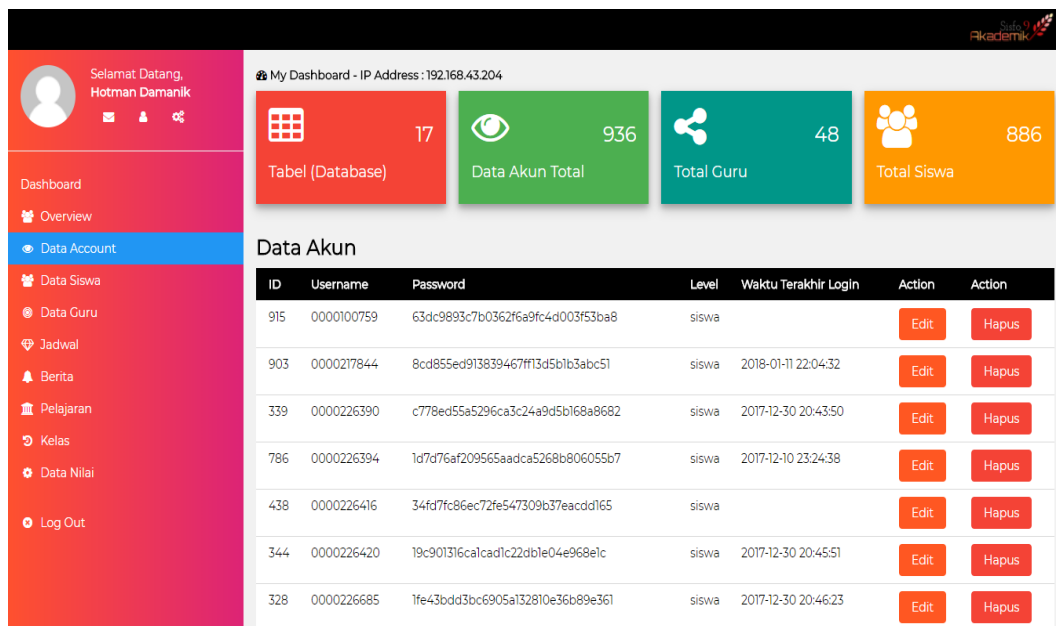 Sisfo 9
Akademik
Selamat Datang,
Hotman Damanik
My Dashboard - IP Address : 192.168.43.204
17
Tabel (Database)
936
Data Akun Total
48
Total Guru
886
Total Siswa
Dashboard
Overview
Data Account
Data Siswa
Data Guru
Jadwal
Berita
Pelajaran
Kelas
Data Nilai
Log Out
Data Akun
ID Username Password Level Waktu Terakhir Login Action Action
915 0000100759 63dc9893c7b0362f6a9fc4d003f53ba8 siswa Edit Hapus
903 0000217844 8cd855ed913839467ff13d5b1b3abc51 siswa 2018-01-11 22:04:32 Edit Hapus
339 0000226390 c778ed55a5296ca3c24a9d5b168a8682 siswa 2017-12-30 20:43:50 Edit Hapus
786 0000226394 1d7d76af209565aadca5268b806055b7 siswa 2017-12-10 23:24:38 Edit Hapus
438 0000226416 34fd7fc86ec72fe547309b37eacdd165 siswa Edit Hapus
344 0000226420 19c901316ca1cad1c22db1e04e968e1c siswa 2017-12-30 20:45:51 Edit Hapus
328 0000226685 1fe43bdd3bc6905a132810e36b89e361 siswa 2017-12-30 20:46:23 Edit Hapus